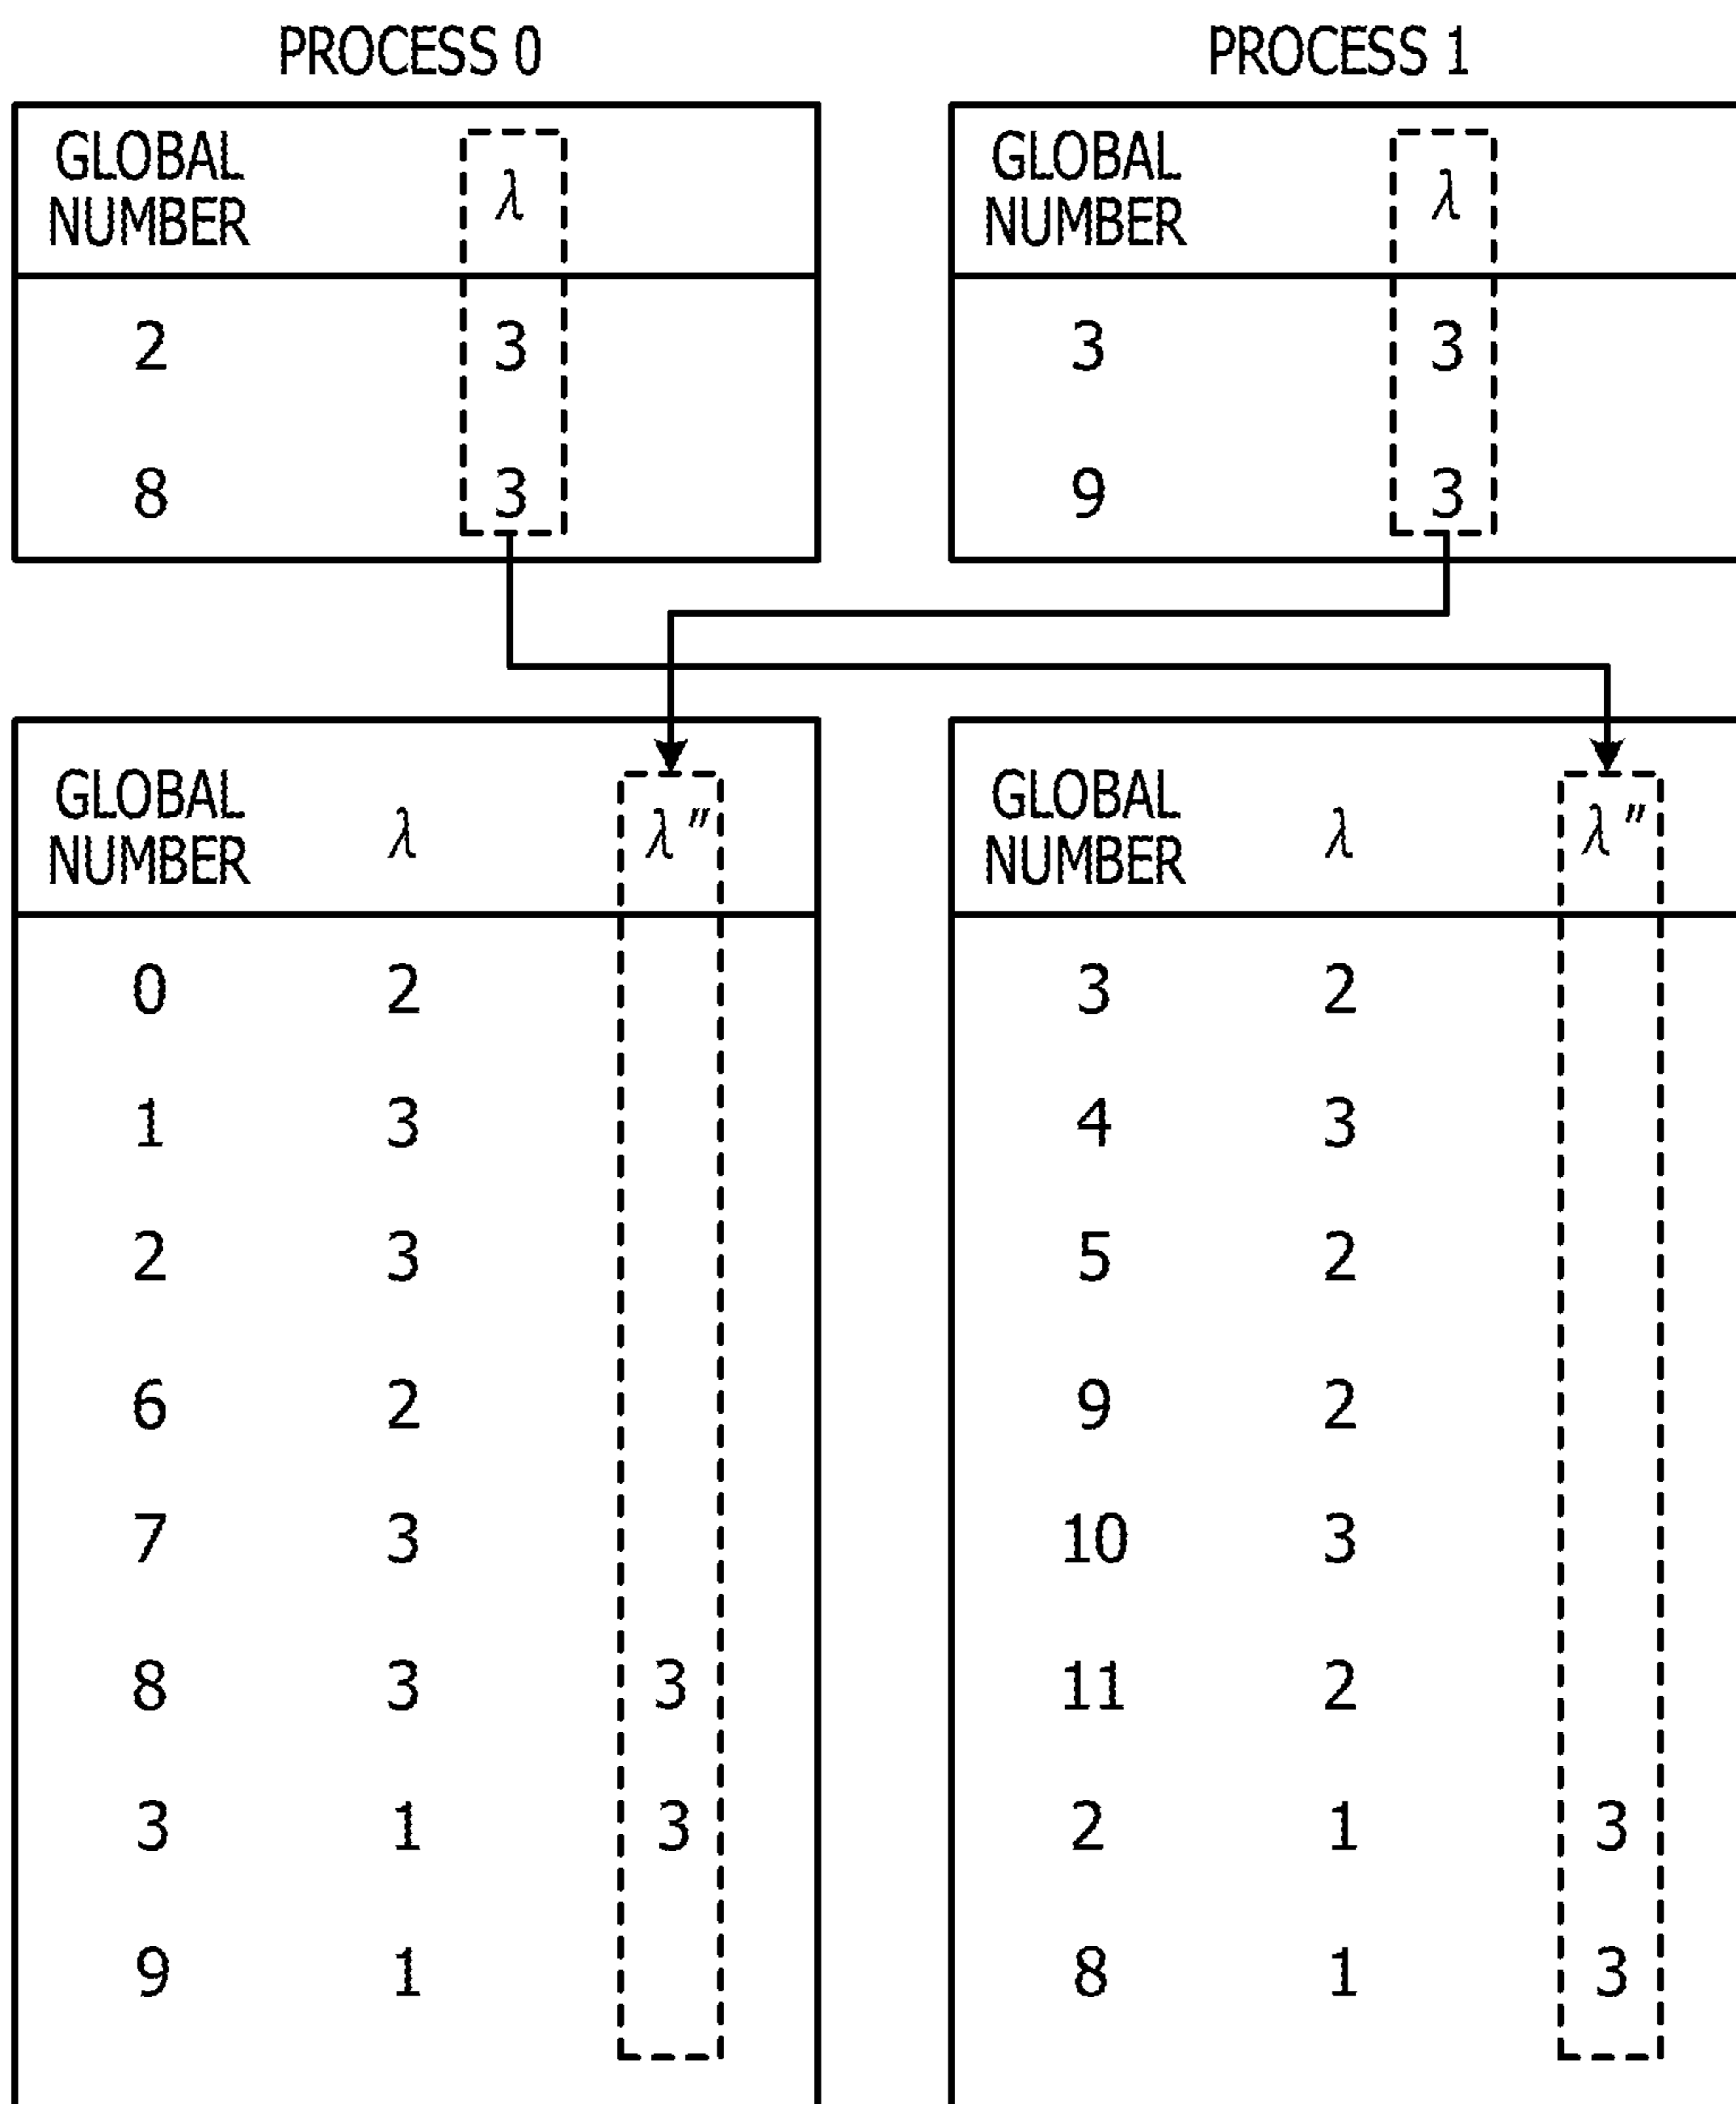 PROCESS 0 PROCESS 1
GLOBAL NUMBER λ GLOBAL NUMBER λ
2 3 3 3
8 3 9 3
GLOBAL NUMBER λ λ″ GLOBAL NUMBER λ λ″
0 2 3 2
1 3 4 3
2 3 5 2
6 2 9 2
7 3 10 3
8 3 3 11 2
3 1 3 2 1 3
9 1 8 1 3